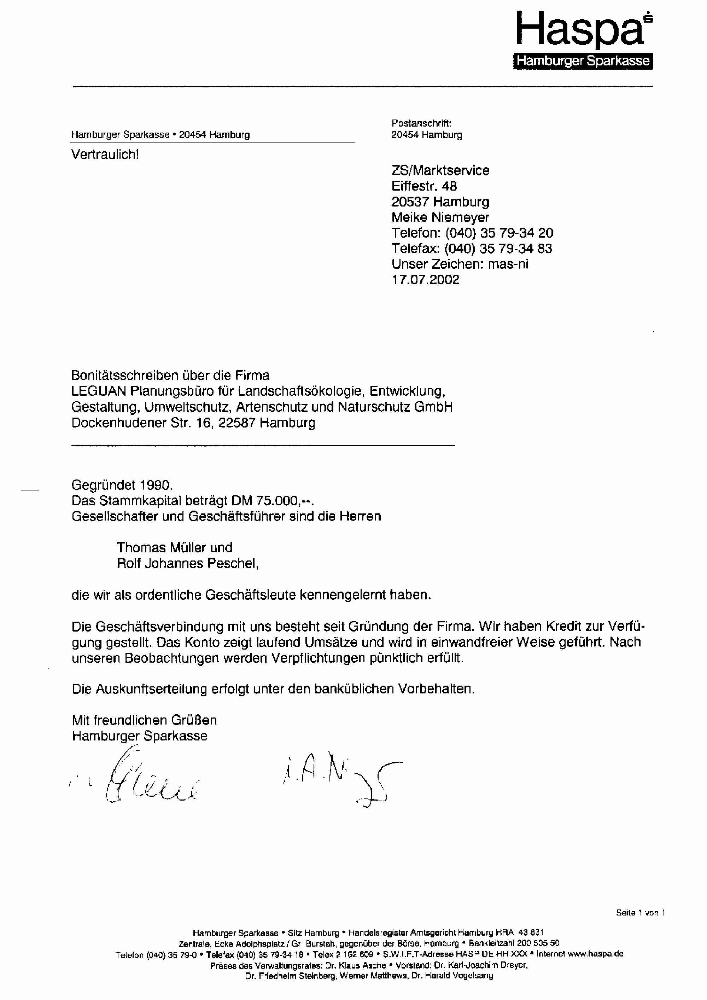 Haspa
Hamburger Sparkasse
Postanschrift:
Hamburger Sparkasse • 20454 Hamburg
20454 Hamburg
Vertraulich!
ZS/Marktservice
Eiffestr. 48
20537 Hamburg
Meike Niemeyer
Telefon: (040) 35 79-34 20
Telefax: (040) 35 79-34 83
Unser Zeichen: mas-ni
17.07.2002
Bonitätsschreiben über die Firma
LEGUAN Planungsbüro für Landschaftsökologie, Entwicklung,
Gestaltung, Umweltschutz, Artenschutz und Naturschutz GmbH
Dockenhudener Str. 16, 22587 Hamburg
Gegründet 1990.
Das Stammkapital beträgt DM 75.000,--.
Gesellschafter und Geschäftsführer sind die Herren
Thomas Müller und
Rolf Johannes Peschel,
die wir als ordentliche Geschäftsleute kennengelernt haben.
Die Geschäftsverbindung mit uns besteht seit Gründung der Firma. Wir haben Kredit zur Verfü-
gung gestellt. Das Konto zeigt laufend Umsätze und wird in einwandfreier Weise geführt. Nach
unseren Beobachtungen werden Verpflichtungen pünktlich erfüllt.
Die Auskunftserteilung erfolgt unter den banküblichen Vorbehalten.
Mit freundlichen Grüßen
Hamburger Sparkasse
i.A.
Seite 1 von 1
Hamburger Sparkasse • Sitz Hamburg • Handelsregister Amtsgericht Hamburg HRA 43 831
Zentrale, Ecke Adolphsplatz / Gr. Burstah, gegenüber der Börse, Hamburg • Bankleitzahl 200 505 50
Telefon (040) 35 79-0 • Telefax (040) 35 79-34 18 • Telex 2 162 609 • S.W.I.F.T-Adresse HASP DE HH XXX • Internet www.haspa.de
Präses des Verwaltungsrates: Dr. Klaus Asche • Vorstand: Dr. Karl-Joachim Dreyer,
Dr. Friedhelm Steinberg, Werner Matthews, Dr. Harald Vogelsang